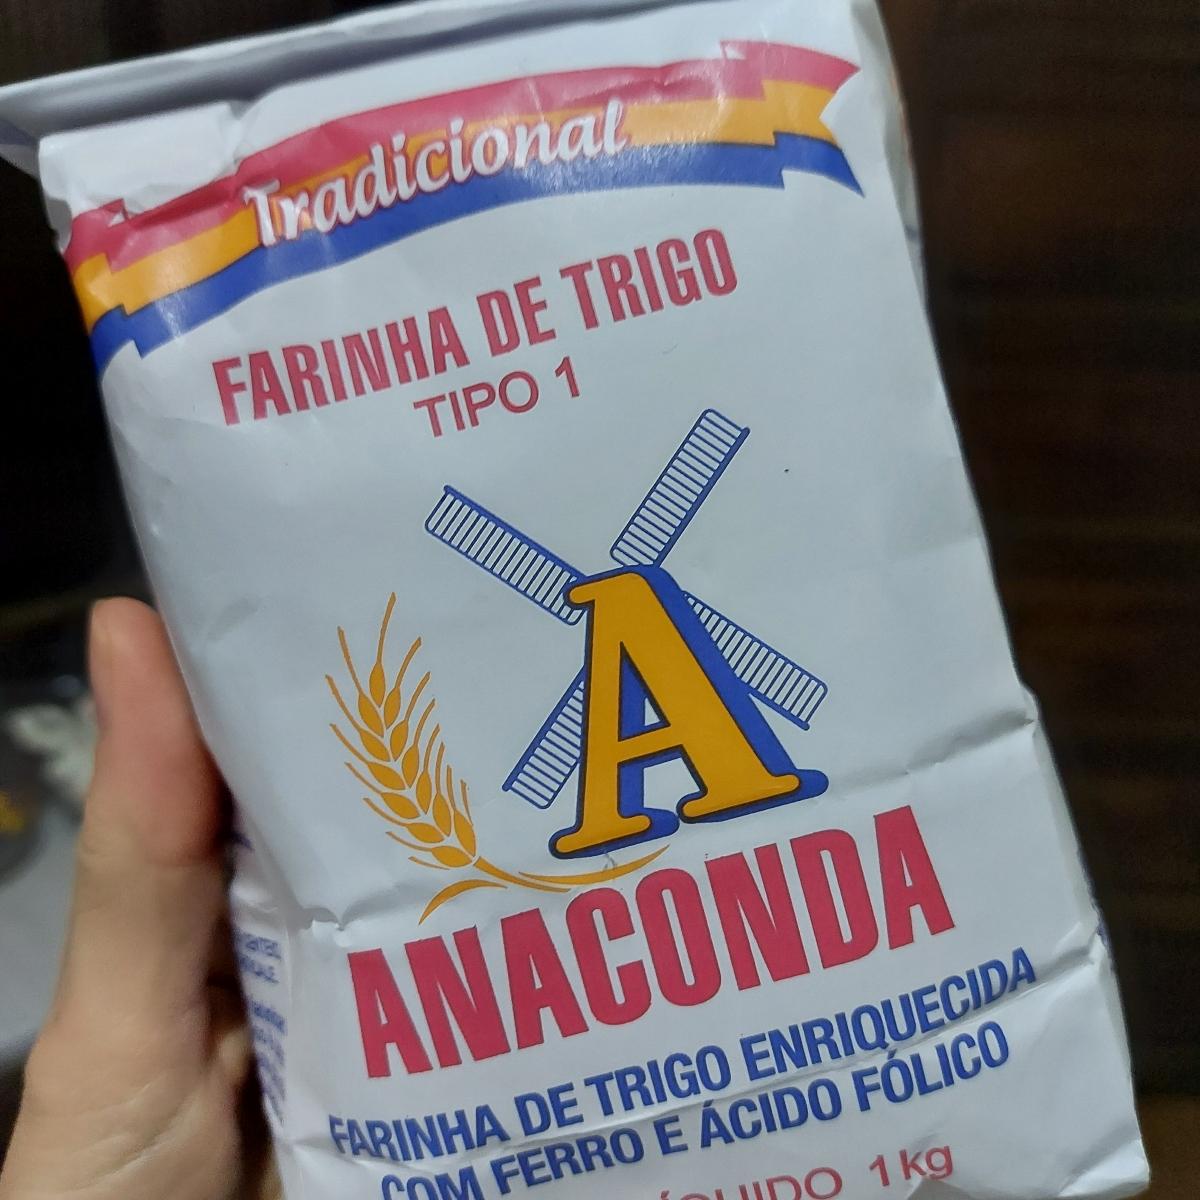 Tradicional
FARINHA DE TRIGO
TIPO 1
A
ANACONDA
FARINHA DE TRIGO ENRIQUECIDA
COM FERRO E ÁCIDO FÓLICO
1 kg